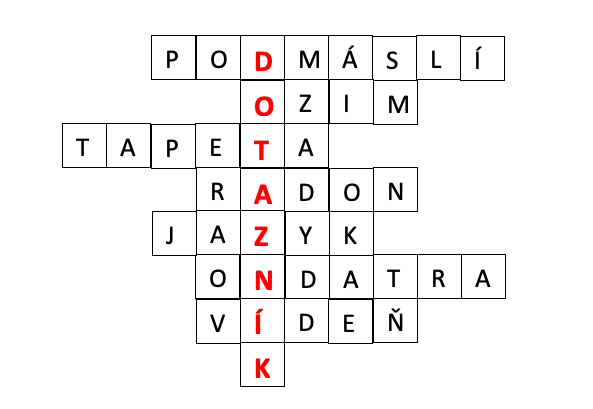 PODMÁSLÍ
OZIM
TAPETA
RADON
JAZYK
ONDATRA
VÍDEŇ
K